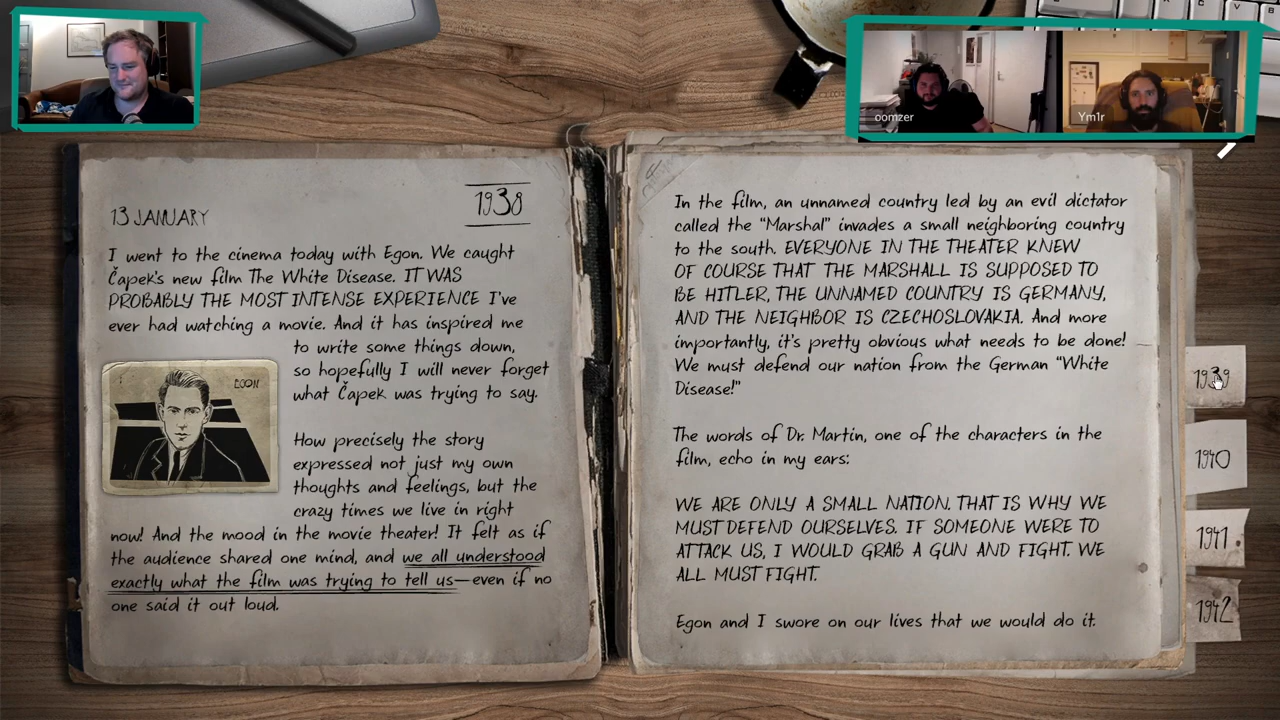 oomzer
Ym1r
13 JANUARY
1938
I went to the cinema today with Egon. We caught
Čapek's new film The White Disease. IT WAS
PROBABLY THE MOST INTENSE EXPERIENCE I've
ever had watching a movie. And it has inspired me
to write some things down,
so hopefully I will never forget
what Čapek was trying to say.
EGON
How precisely the story
expressed not just my own
thoughts and feelings, but the
crazy times we live in right
now! And the mood in the movie theater! It felt as if
the audience shared one mind, and we all understood
exactly what the film was trying to tell us—even if no
one said it out loud.
In the film, an unnamed country led by an evil dictator
called the "Marshal" invades a small neighboring country
to the south. EVERYONE IN THE THEATER KNEW
OF COURSE THAT THE MARSHALL IS SUPPOSED TO
BE HITLER, THE UNNAMED COUNTRY IS GERMANY,
AND THE NEIGHBOR IS CZECHOSLOVAKIA. And more
importantly, it's pretty obvious what needs to be done!
We must defend our nation from the German "White
Disease!"
The words of Dr. Martin, one of the characters in the
film, echo in my ears:
WE ARE ONLY A SMALL NATION. THAT IS WHY WE
MUST DEFEND OURSELVES. IF SOMEONE WERE TO
ATTACK US, I WOULD GRAB A GUN AND FIGHT. WE
ALL MUST FIGHT.
Egon and I swore on our lives that we would do it.
1939
1940
1941
1942